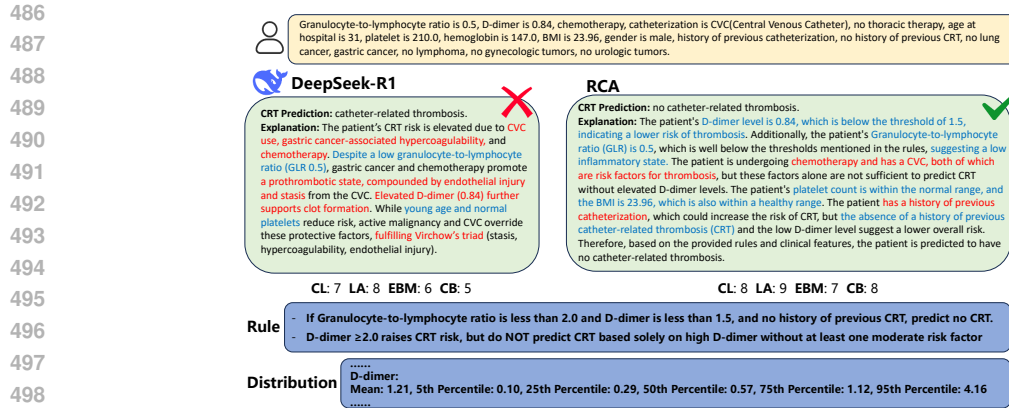 486
487
488
489
490
491
492
493
494
495
496
497
498
Granulocyte-to-lymphocyte ratio is 0.5, D-dimer is 0.84, chemotherapy, catheterization is CVC(Central Venous Catheter), no thoracic therapy, age at
hospital is 31, platelet is 210.0, hemoglobin is 147.0, BMI is 23.96, gender is male, history of previous catheterization, no history of previous CRT, no lung
cancer, gastric cancer, no lymphoma, no gynecologic tumors, no urologic tumors.
DeepSeek-R1
CRT Prediction: catheter-related thrombosis.
Explanation: The patient's CRT risk is elevated due to CVC
use, gastric cancer-associated hypercoagulability, and
chemotherapy. Despite a low granulocyte-to-lymphocyte
ratio (GLR 0.5), gastric cancer and chemotherapy promote
a prothrombotic state, compounded by endothelial injury
and stasis from the CVC. Elevated D-dimer (0.84) further
supports clot formation. While young age and normal
platelets reduce risk, active malignancy and CVC override
these protective factors, fulfilling Virchow's triad (stasis,
hypercoagulability, endothelial injury).
CL: 7 LA: 8 EBM: 6 CB: 5
RCA
CRT Prediction: no catheter-related thrombosis.
Explanation: The patient's D-dimer level is 0.84, which is below the threshold of 1.5,
indicating a lower risk of thrombosis. Additionally, the patient's Granulocyte-to-lymphocyte
ratio (GLR) is 0.5, which is well below the thresholds mentioned in the rules, suggesting a low
inflammatory state. The patient is undergoing chemotherapy and has a CVC, both of which
are risk factors for thrombosis, but these factors alone are not sufficient to predict CRT
without elevated D-dimer levels. The patient's platelet count is within the normal range, and
the BMI is 23.96, which is also within a healthy range. The patient has a history of previous
catheterization, which could increase the risk of CRT, but the absence of a history of previous
catheter-related thrombosis (CRT) and the low D-dimer level suggest a lower overall risk.
Therefore, based on the provided rules and clinical features, the patient is predicted to have
no catheter-related thrombosis.
CL: 8 LA: 9 EBM: 7 CB: 8
Rule
- If Granulocyte-to-lymphocyte ratio is less than 2.0 and D-dimer is less than 1.5, and no history of previous CRT, predict no CRT.
- D-dimer ≥2.0 raises CRT risk, but do NOT predict CRT based solely on high D-dimer without at least one moderate risk factor
Distribution
......
D-dimer:
Mean: 1.21, 5th Percentile: 0.10, 25th Percentile: 0.29, 50th Percentile: 0.57, 75th Percentile: 1.12, 95th Percentile: 4.16
......